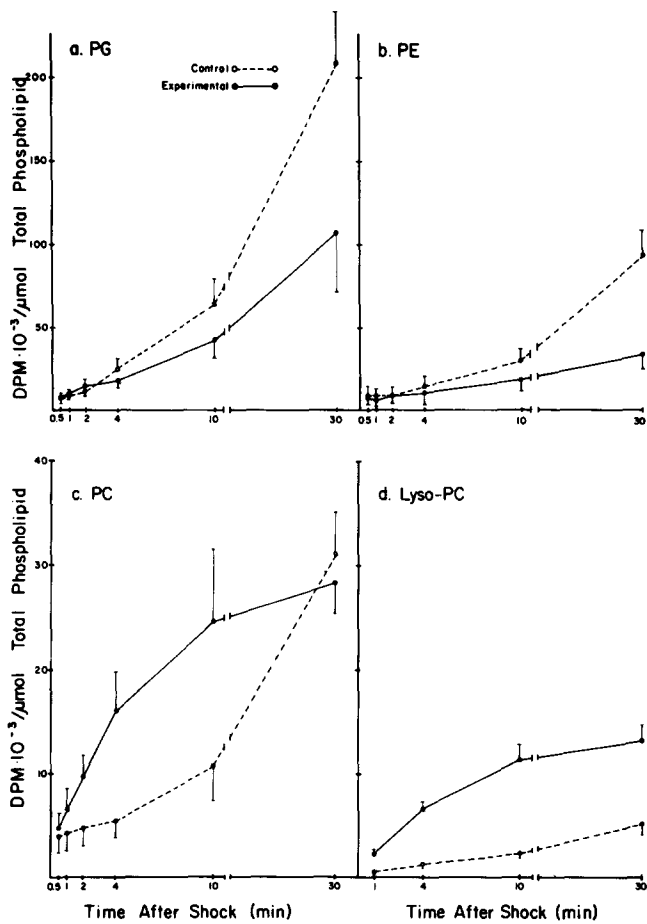 a. PG
b. PE
Control
Experimental
200
150
100
50
DPM·10⁻³/µmol Total Phospholipid
0.5 1 2 4 10 30
0.5 1 2 4 10 30
40
30
20
10
c. PC
d. Lyso-PC
DPM·10⁻³/µmol Total Phospholipid
0.5 1 2 4 10 30
1 4 10 30
Time After Shock (min)
Time After Shock (min)